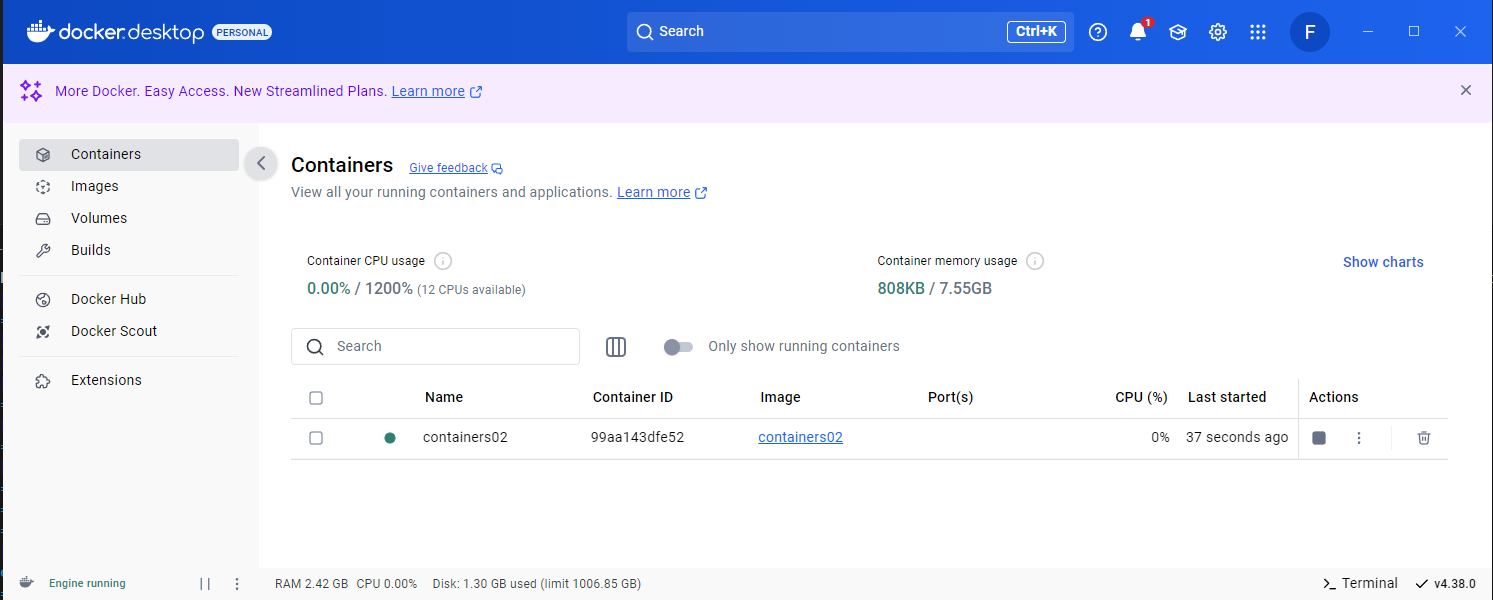 docker desktop PERSONAL Search Ctrl+K 1 F
More Docker. Easy Access. New Streamlined Plans. Learn more
Containers
Images
Volumes
Builds
Docker Hub
Docker Scout
Extensions
Containers Give feedback
View all your running containers and applications. Learn more
Container CPU usage
0.00% / 1200% (12 CPUs available)
Container memory usage
808KB / 7.55GB
Show charts
Search
Only show running containers
Name Container ID Image Port(s) CPU (%) Last started Actions
containers02 99aa143dfe52 containers02 0% 37 seconds ago
Engine running RAM 2.42 GB CPU 0.00% Disk: 1.30 GB used (limit 1006.85 GB) Terminal v4.38.0